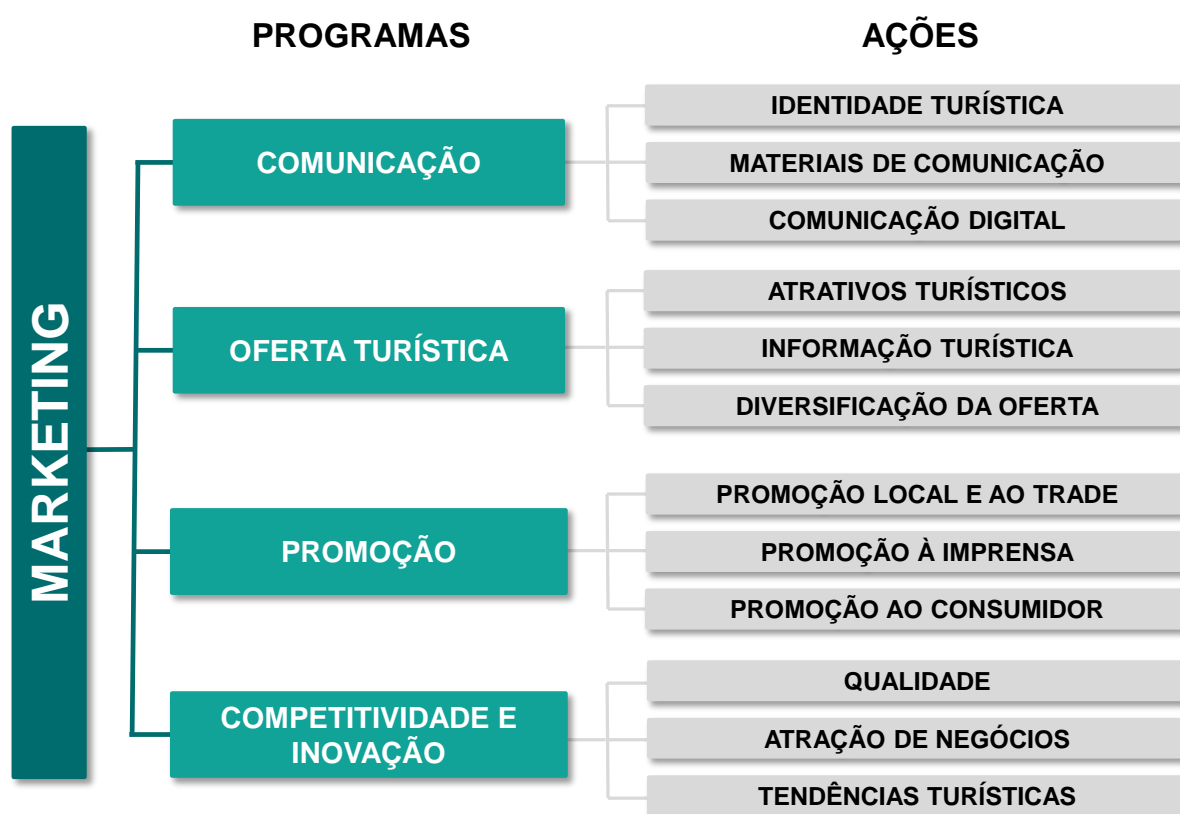 PROGRAMAS
AÇÕES
MARKETING
COMUNICAÇÃO
IDENTIDADE TURÍSTICA
MATERIAIS DE COMUNICAÇÃO
COMUNICAÇÃO DIGITAL
OFERTA TURÍSTICA
ATRATIVOS TURÍSTICOS
INFORMAÇÃO TURÍSTICA
DIVERSIFICAÇÃO DA OFERTA
PROMOÇÃO
PROMOÇÃO LOCAL E AO TRADE
PROMOÇÃO À IMPRENSA
PROMOÇÃO AO CONSUMIDOR
COMPETITIVIDADE E
INOVAÇÃO
QUALIDADE
ATRAÇÃO DE NEGÓCIOS
TENDÊNCIAS TURÍSTICAS